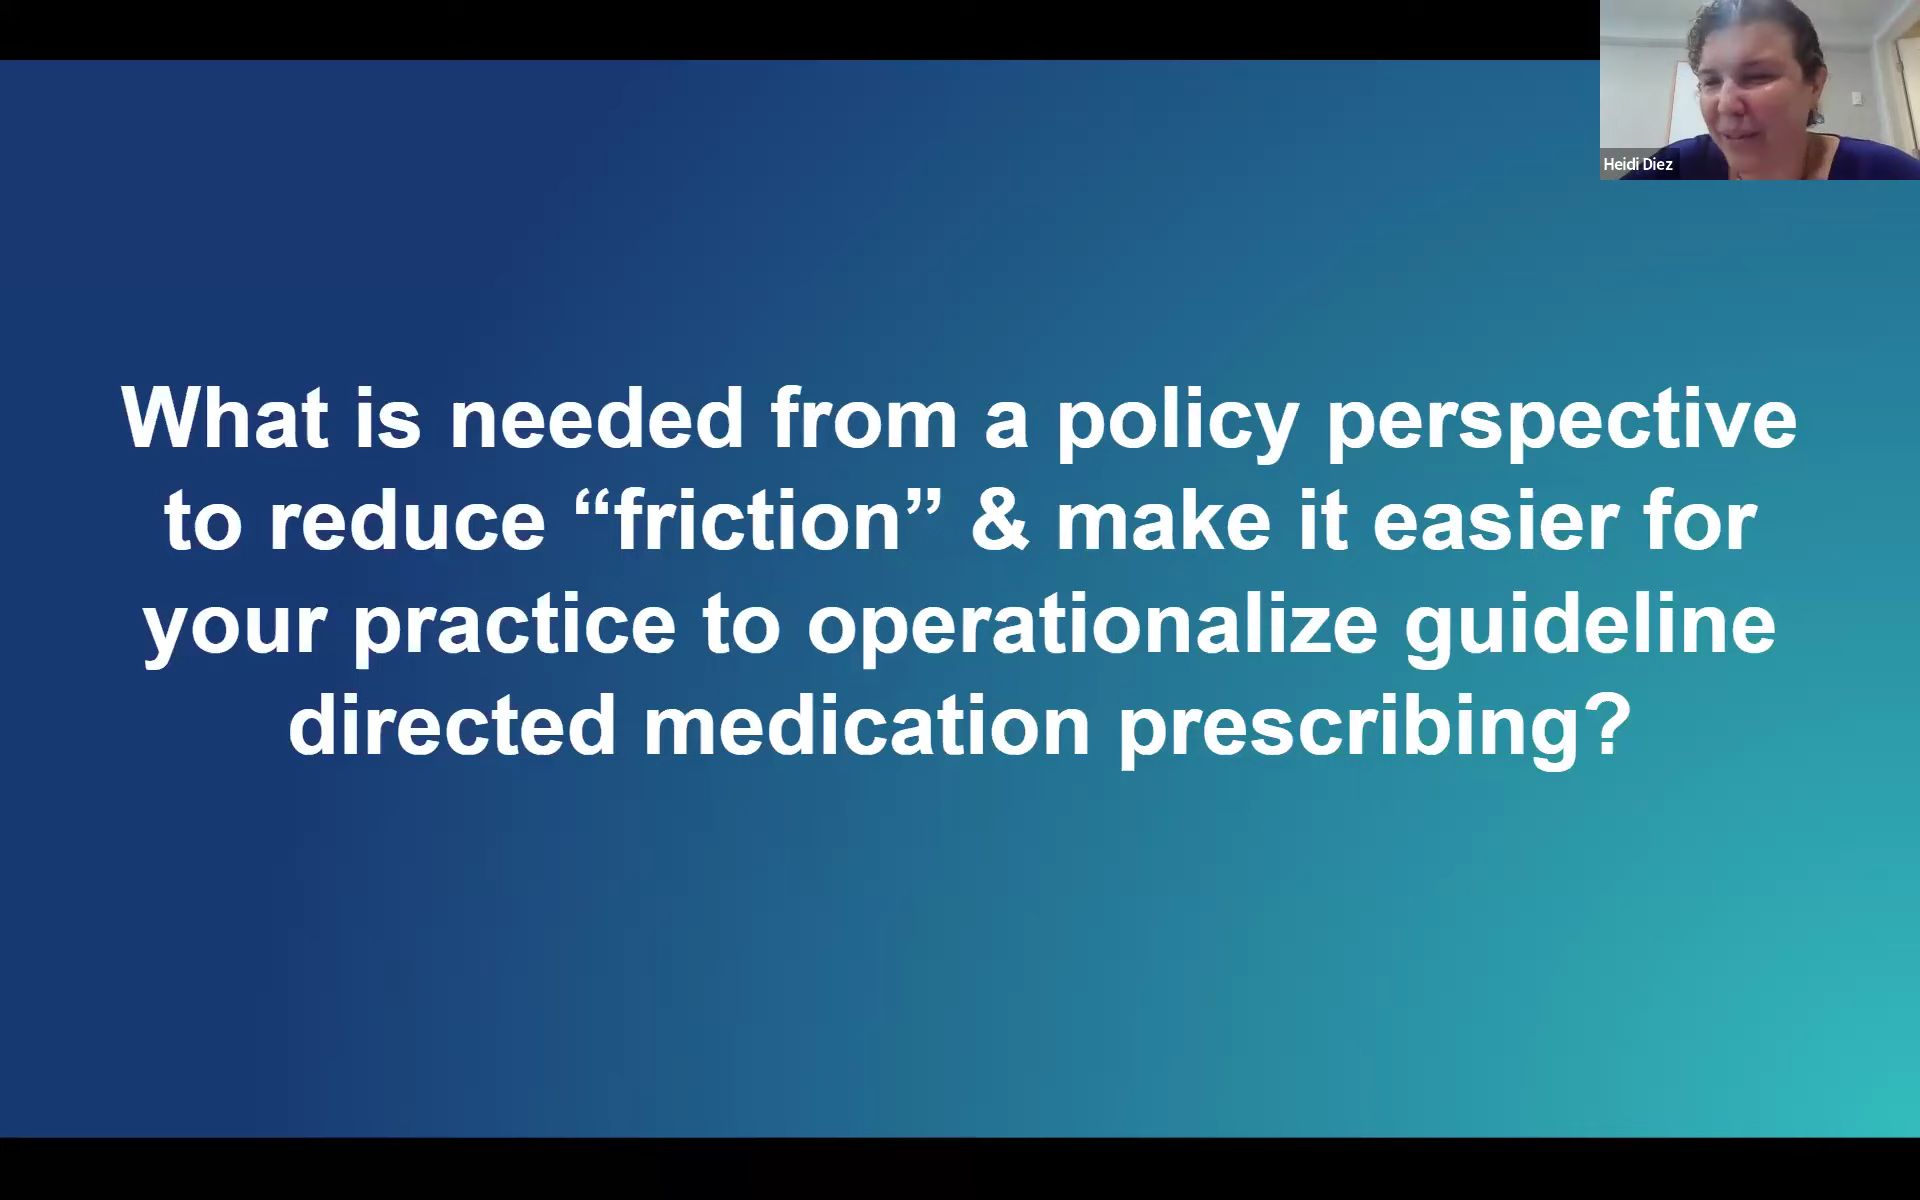 Heidi Diez
What is needed from a policy perspective
to reduce “friction” & make it easier for
your practice to operationalize guideline
directed medication prescribing?